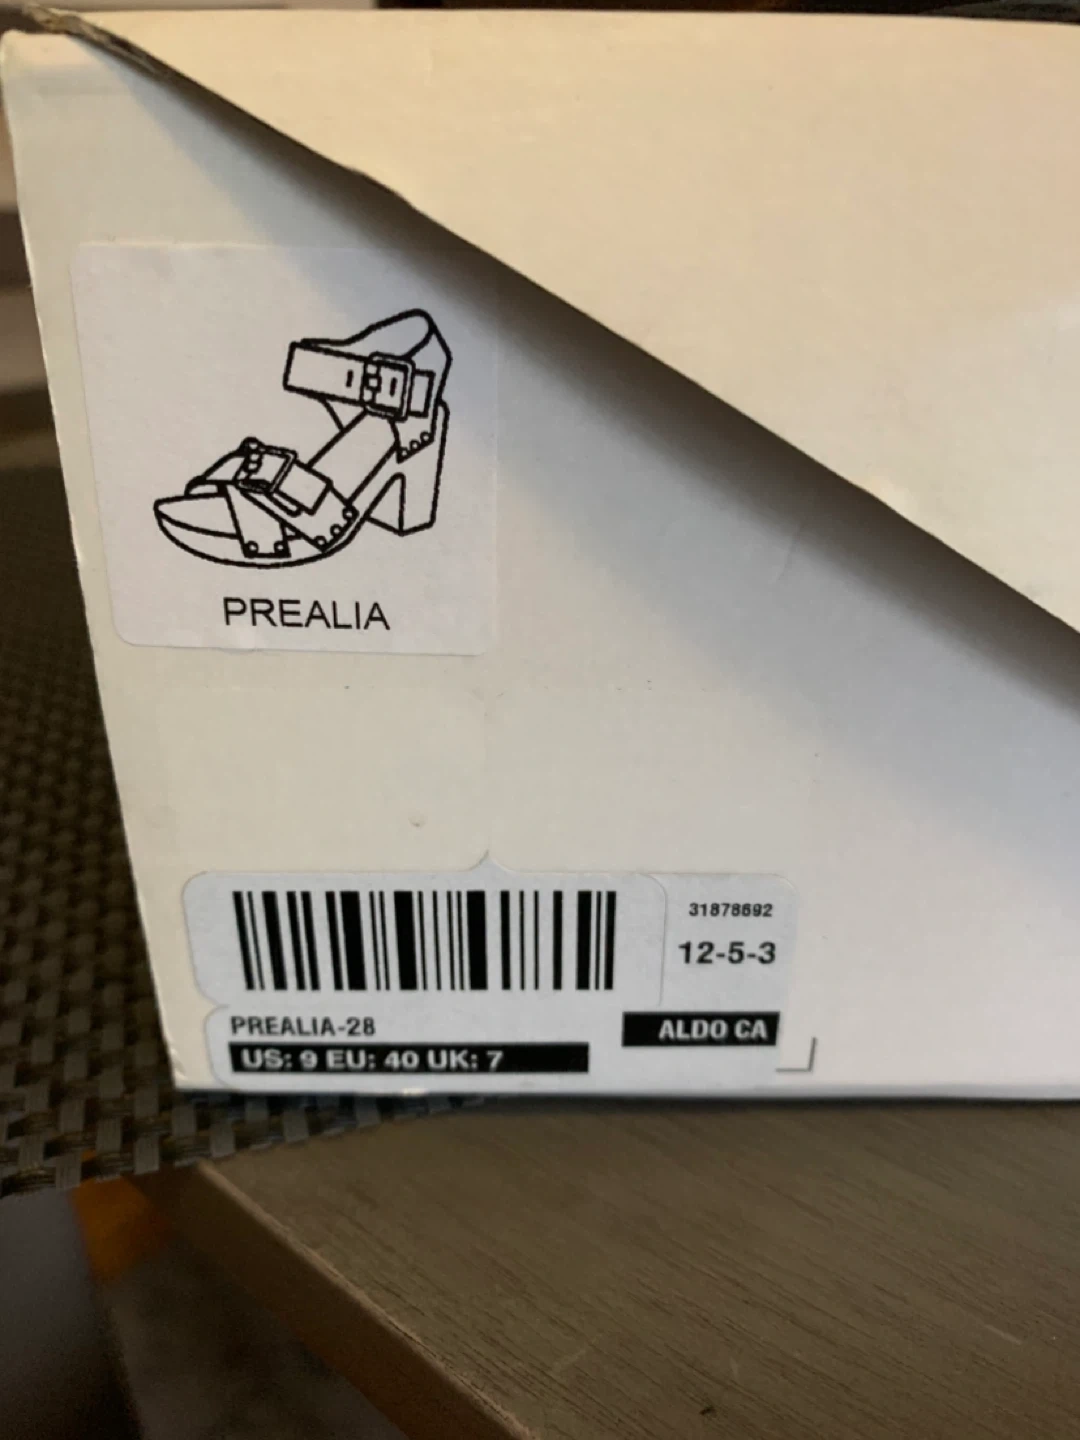 PREALIA
31878692
12-5-3
PREALIA-28
ALDO CA
US: 9 EU: 40 UK: 7